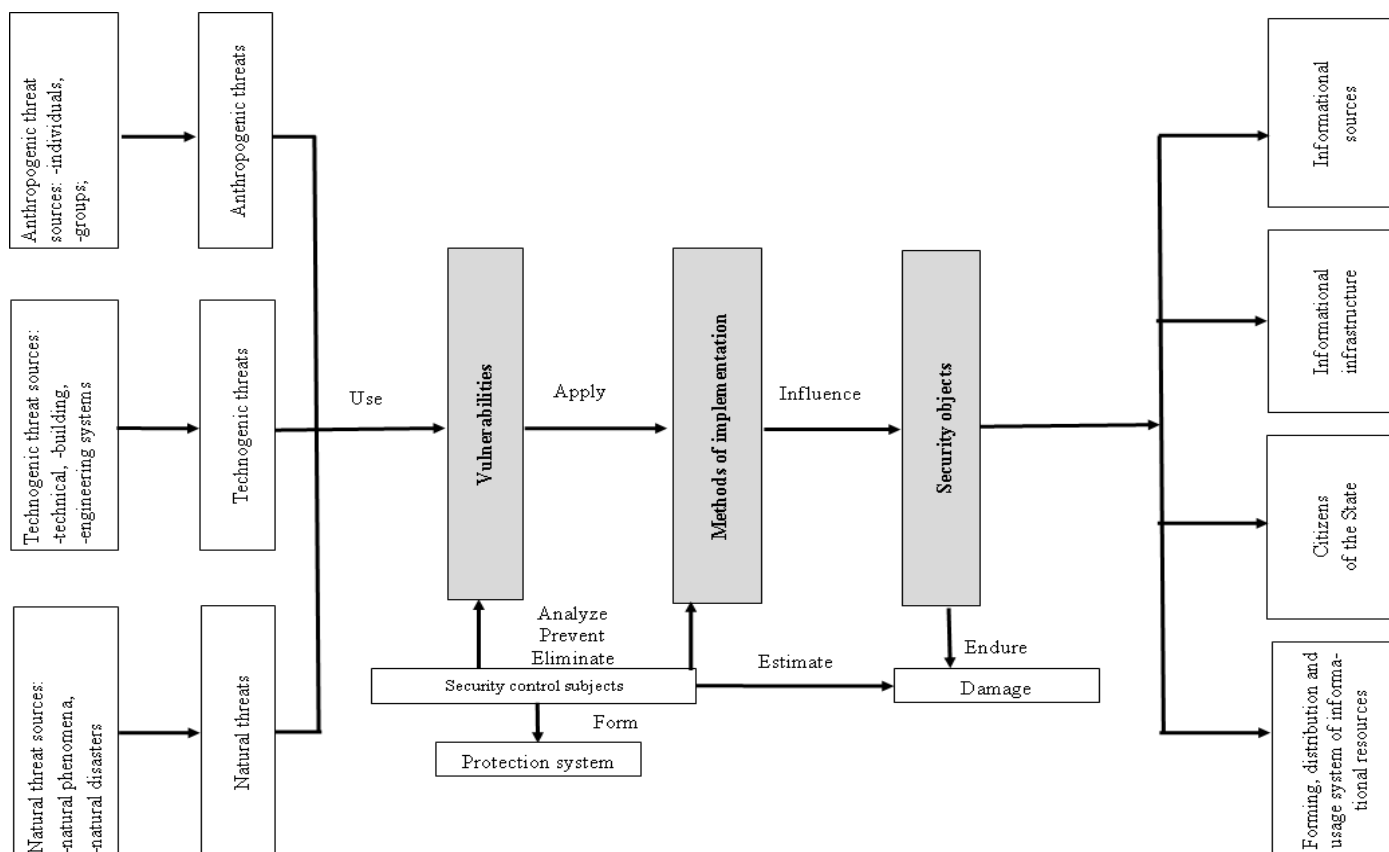 Anthropogenic threat
sources: -individuals,
-groups;
Anthropogenic threats
Technogenic threat sources:
-technical, -building,
-engineering systems
Technogenic threats
Natural threat sources:
-natural phenomena,
-natural disasters
Natural threats
Use
Vulnerabilities
Apply
Methods of implementation
Influence
Security objects
Analyze
Prevent
Eliminate
Security control subjects
Estimate
Endure
Damage
Form
Protection system
Informational
sources
Informational
infrastructure
Citizens
of the State
Forming, distribution and
usage system of informa-
tional resources